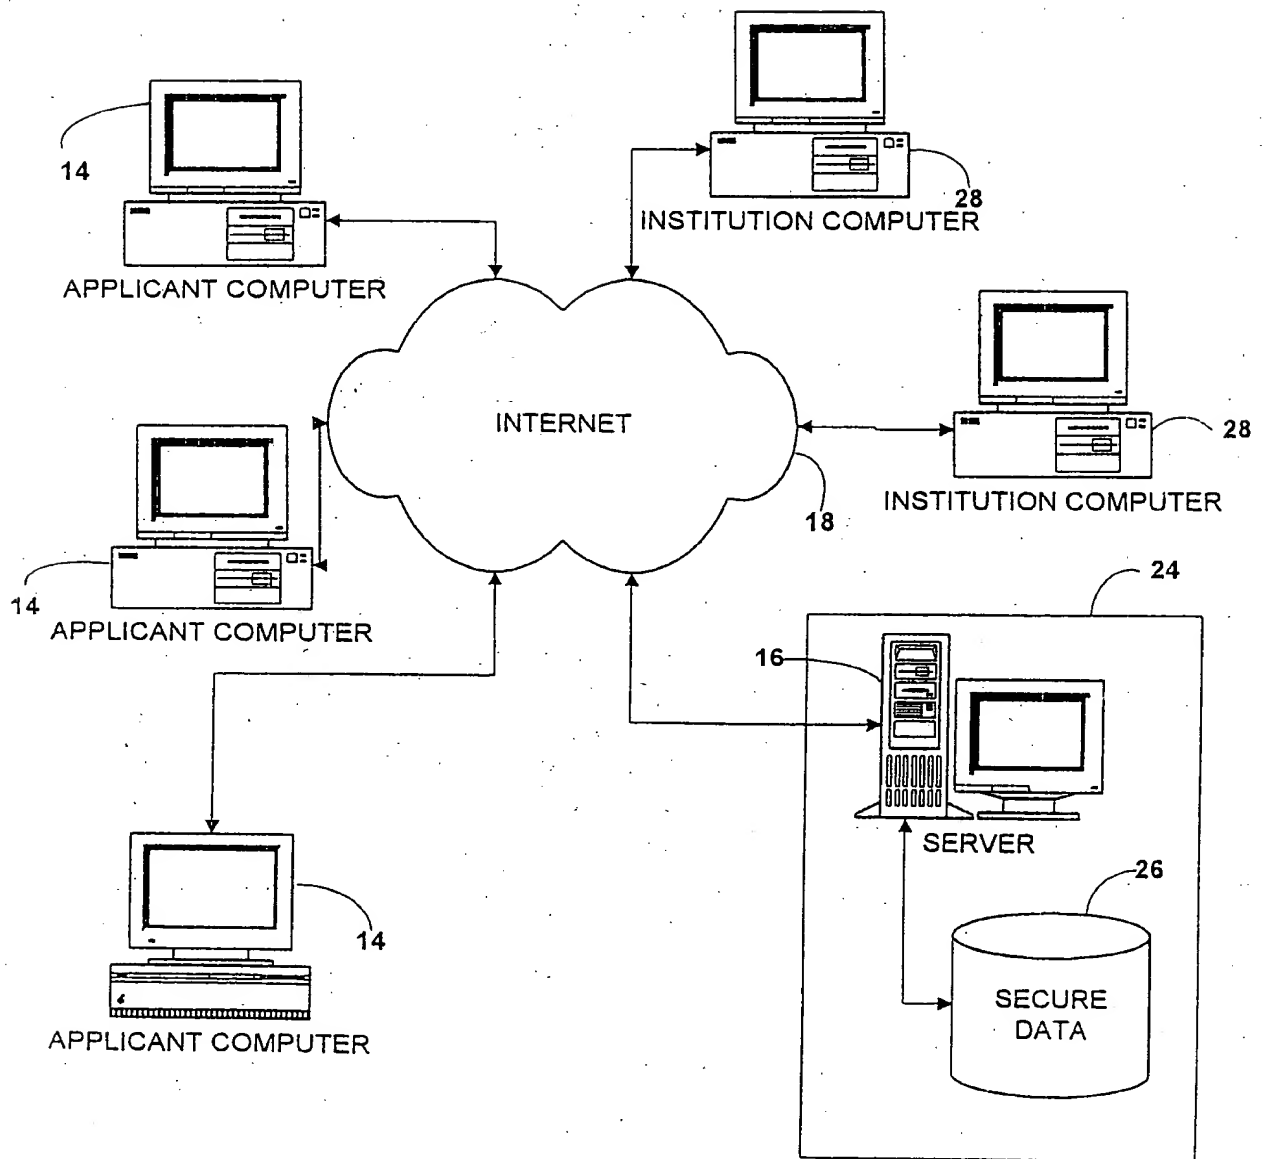 14
APPLICANT COMPUTER
28
INSTITUTION COMPUTER
INTERNET
18
28
INSTITUTION COMPUTER
14
APPLICANT COMPUTER
24
16
SERVER
14
APPLICANT COMPUTER
26
SECURE
DATA